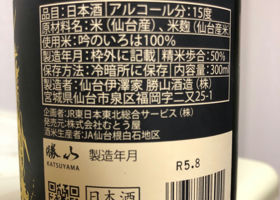 品目:日本酒 アルコール分:15度
原材料:米(仙台産)、米麹(仙台産米)
使用米:吟のいろは100%
製造年月:枠外に記載 精米歩合:50%
保存方法:冷暗所に保存 内容量:300ml
製造者:仙台伊澤家 勝山酒造(株)
宮城県仙台市泉区福岡字二又25-1
企画者:JR東日本東北総合サービス(株)
発売元:株式会社むとう屋
酒米生産者:JA仙台根白石地区
勝山
KATSUYAMA
製造年月
R5.8
日本酒